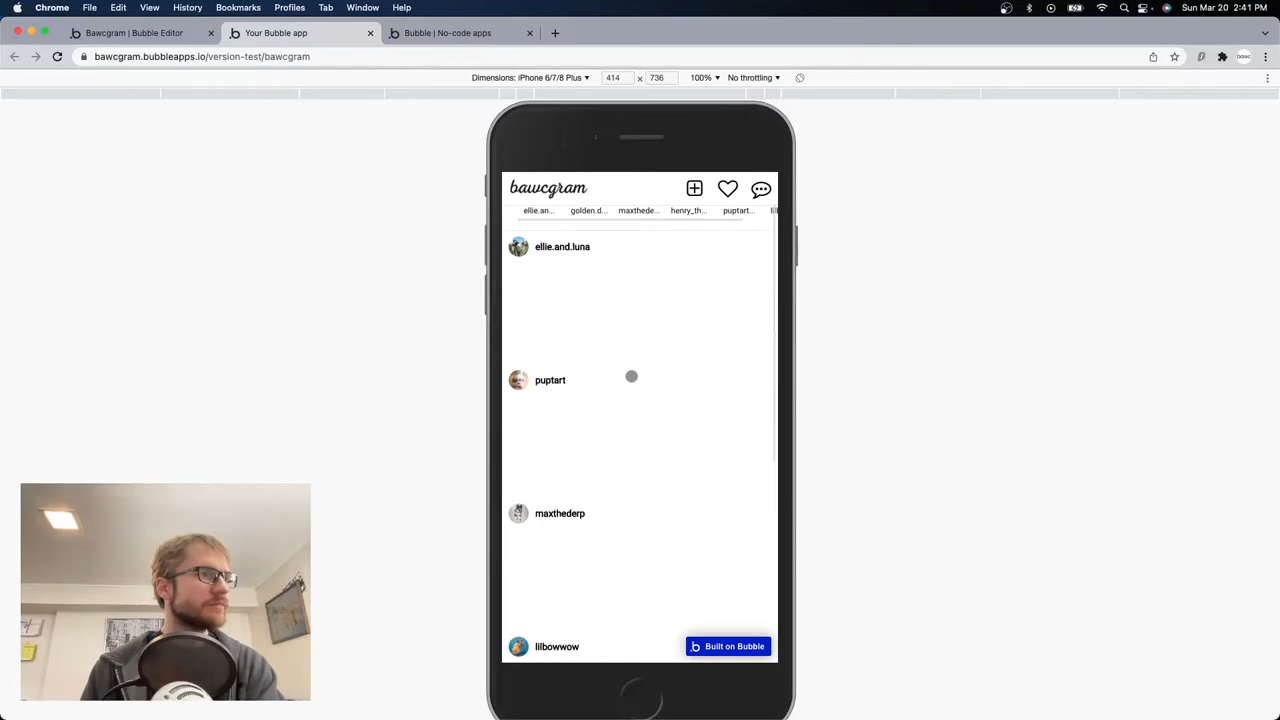 Chrome File Edit View History Bookmarks Profiles Tab Window Help
Sun Mar 20 2:41 PM
Bawcgram | Bubble Editor
Your Bubble app
Bubble | No-code apps
bawcgram.bubbleapps.io/version-test/bawcgram
Dimensions: iPhone 6/7/8 Plus 414 x 736 100% No throttling
bawcgram
ellie.an... golden.d... maxthede... henry_th... puptart...
ellie.and.luna
puptart
maxthederp
lilbowwow
Built on Bubble